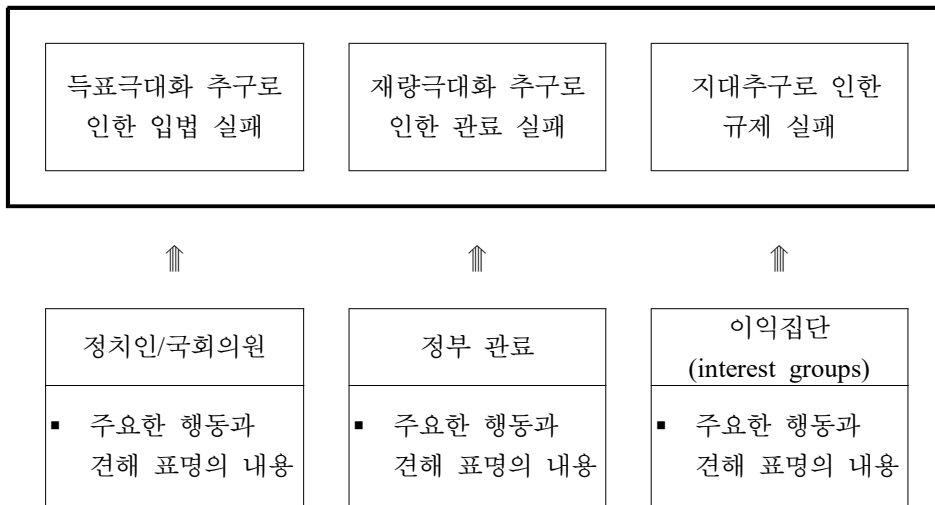 득표극대화 추구로
인한 입법 실패
재량극대화 추구로
인한 관료 실패
지대추구로 인한
규제 실패
⇑
⇑
⇑
정치인/국회의원
▪ 주요한 행동과
견해 표명의 내용
정부 관료
▪ 주요한 행동과
견해 표명의 내용
이익집단
(interest groups)
▪ 주요한 행동과
견해 표명의 내용